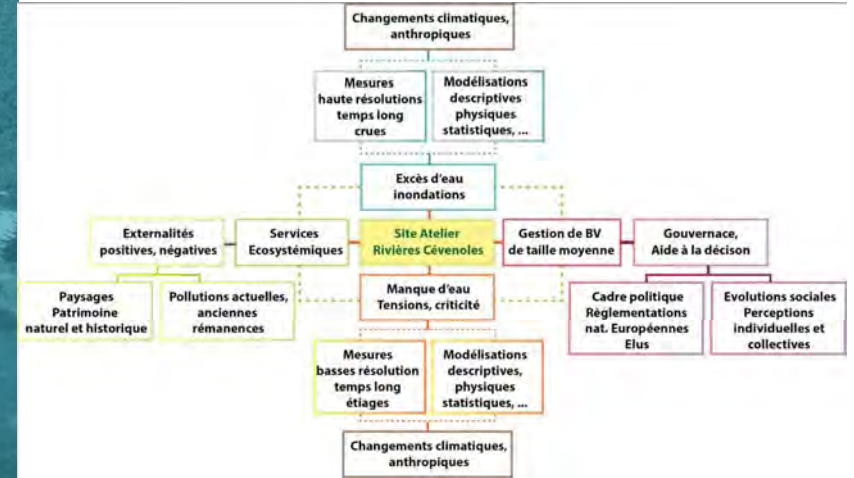 Changements climatiques,
anthropiques
Mesures
haute résolutions
temps long
crues
Modélisations
descriptives
physiques
statistiques, ...
Excès d'eau
inondations
Externalités
positives, négatives
Services
Ecosystémiques
Site Atelier
Rivières Cévenoles
Gestion de BV
de taille moyenne
Gouvernace,
Aide à la décison
Paysages
Patrimoine
naturel et historique
Pollutions actuelles,
anciennes
rémanences
Manque d'eau
Tensions, criticité
Cadre politique
Règlementations
nat. Européennes
Elus
Evolutions sociales
Perceptions
individuelles et
collectives
Mesures
basses résolution
temps long
étiages
Modélisations
descriptives,
physiques
statistiques, ...
Changements climatiques,
anthropiques